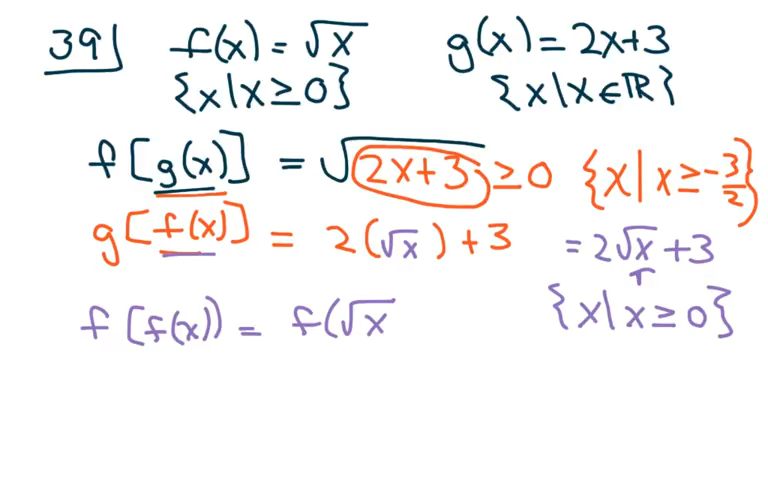 39| f(x) = √x g(x) = 2x+3
{x|x≥0} {x|x∈ℝ}
f[g(x)] = √2x+3 ≥0 {x|x≥-3/2}
g[f(x)] = 2(√x)+3 = 2√x+3
f[f(x)) = f(√x {x|x≥0}